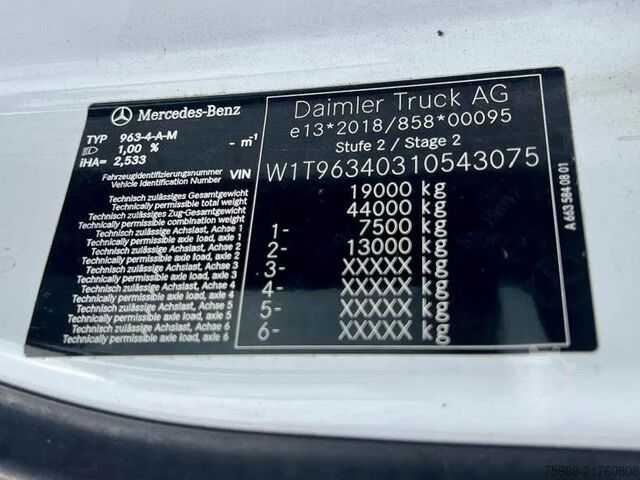 Mercedes-Benz
TYP 963-4-A-M
1,00 % - m⁻¹
iHA= 2,533
Daimler Truck AG
e13*2018/858*00095
Stufe 2 / Stage 2
Fahrzeugidentifizierungsnummer
Vehicle Identification Number VIN W1T96340310543075
Technisch zulässiges Gesamtgewicht
Technically permissible total weight 19000 kg
Technisch zulässiges Zug-Gesamtgewicht
Technically permissible combination weight 44000 kg
Technisch zulässige Achslast, Achse 1
Technically permissible axle load, axle 1 1- 7500 kg
Technisch zulässige Achslast, Achse 2
Technically permissible axle load, axle 2 2- 13000 kg
Technisch zulässige Achslast, Achse 3
Technically permissible axle load, axle 3 3- XXXXX kg
Technisch zulässige Achslast, Achse 4
Technically permissible axle load, axle 4 4- XXXXX kg
Technisch zulässige Achslast, Achse 5
Technically permissible axle load, axle 5 5- XXXXX kg
Technisch zulässige Achslast, Achse 6
Technically permissible axle load, axle 6 6- XXXXX kg
A 663 584 08 01
75989-21760808